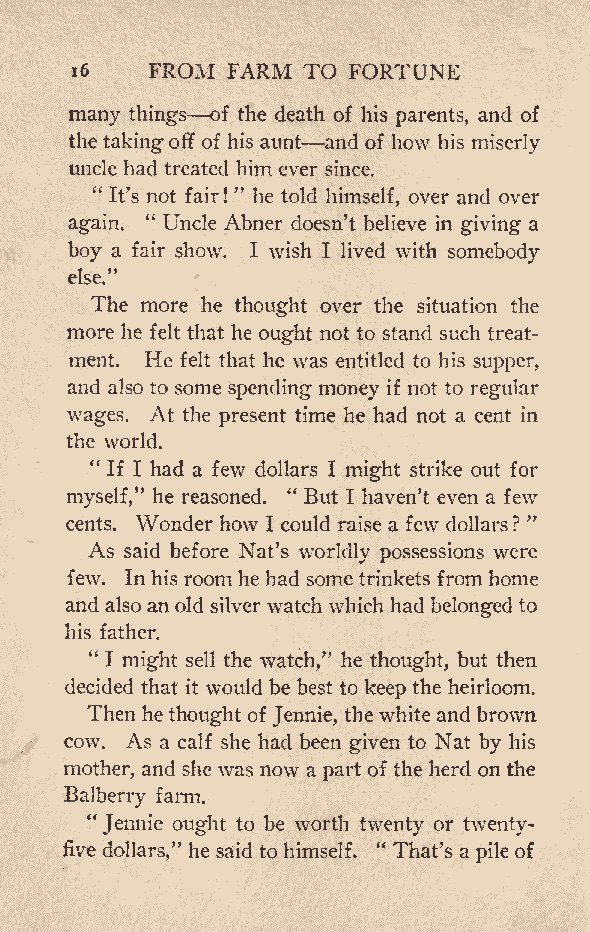 16 FROM FARM TO FORTUNE
many things—of the death of his parents, and of
the taking off of his aunt—and of how his miserly
uncle had treated him ever since.
“ It’s not fair! ” he told himself, over and over
again. “ Uncle Abner doesn’t believe in giving a
boy a fair show. I wish I lived with somebody
else.”
The more he thought over the situation the
more he felt that he ought not to stand such treat-
ment. He felt that he was entitled to his supper,
and also to some spending money if not to regular
wages. At the present time he had not a cent in
the world.
“ If I had a few dollars I might strike out for
myself,” he reasoned. “ But I haven’t even a few
cents. Wonder how I could raise a few dollars? ”
As said before Nat’s worldly possessions were
few. In his room he had some trinkets from home
and also an old silver watch which had belonged to
his father.
“ I might sell the watch,” he thought, but then
decided that it would be best to keep the heirloom.
Then he thought of Jennie, the white and brown
cow. As a calf she had been given to Nat by his
mother, and she was now a part of the herd on the
Balberry farm.
“ Jennie ought to be worth twenty or twenty-
five dollars,” he said to himself. “ That’s a pile of